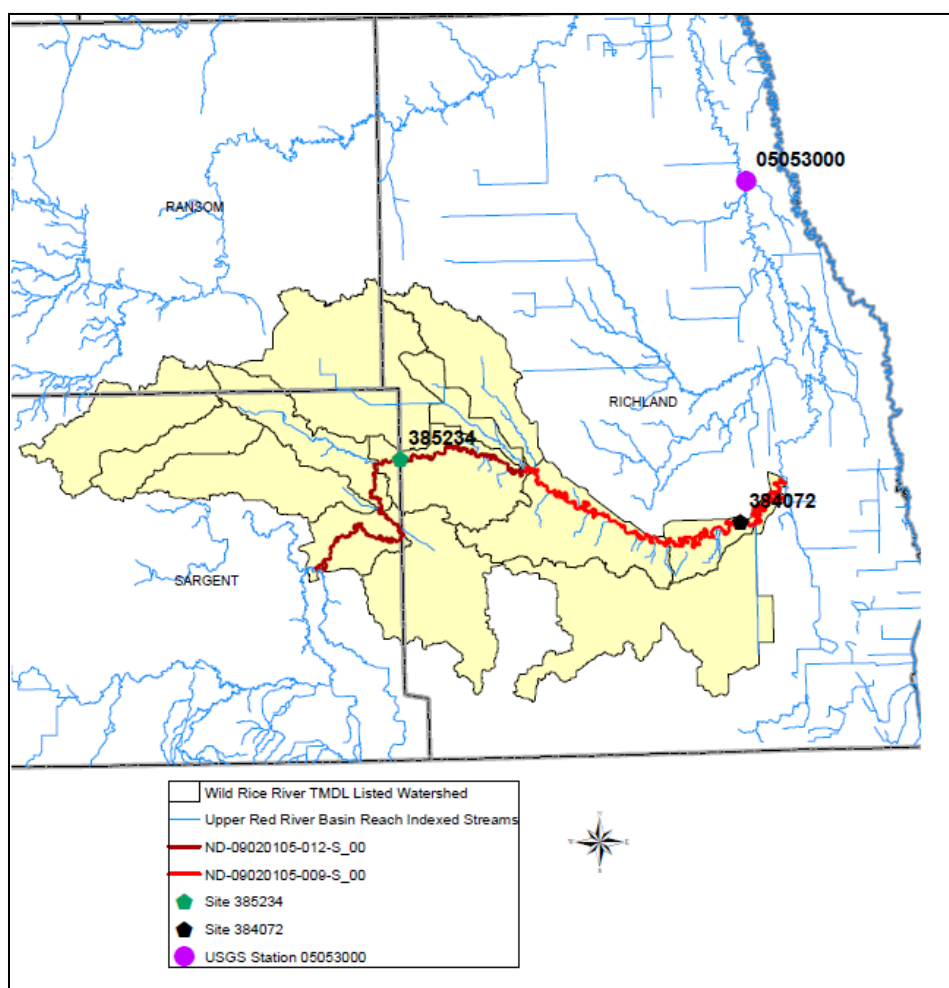 05053000
RANSOM
RICHLAND
385234
384072
SARGENT
Wild Rice River TMDL Listed Watershed
Upper Red River Basin Reach Indexed Streams
ND-09020105-012-S_00
ND-09020105-009-S_00
Site 385234
Site 384072
USGS Station 05053000